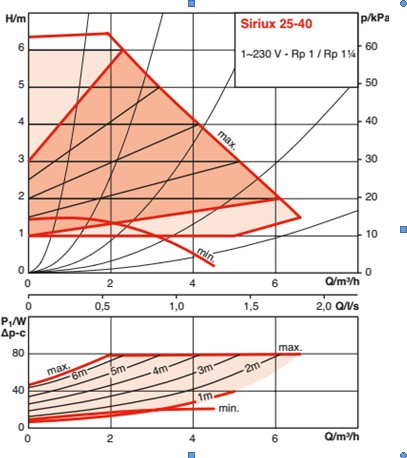 H/m
p/kPa
Siriux 25-40
1~230 V - Rp 1 / Rp 1¼
6
5
4
3
2
1
0
60
50
40
30
20
10
0
max.
min.
0
2
4
6
Q/m³/h
0
0,5
1,0
1,5
2,0
Q/l/s
P₁/W
Δp-c
80
40
0
max.
6m
5m
4m
3m
2m
1m
max.
min.
0
2
4
6
Q/m³/h